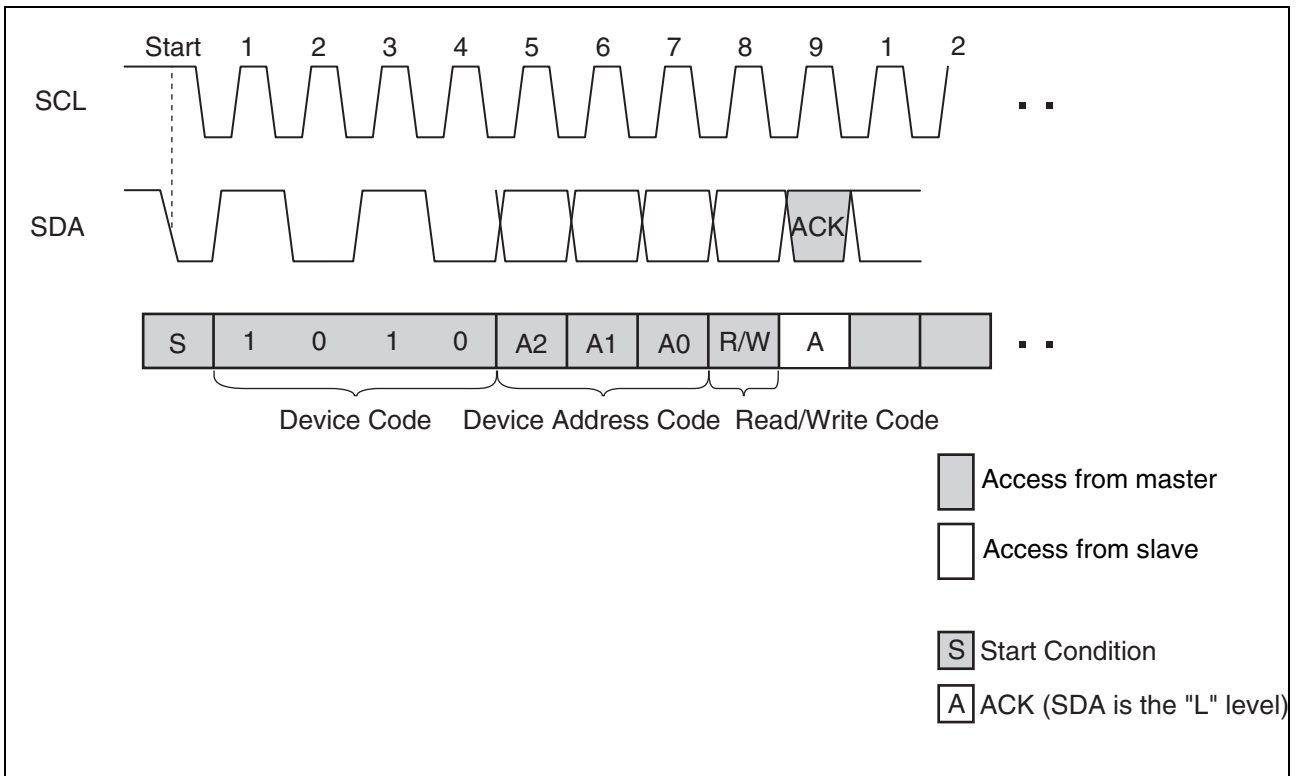 Start 1 2 3 4 5 6 7 8 9 1 2
SCL
SDA
ACK
S 1 0 1 0 A2 A1 A0 R/W A
Device Code Device Address Code Read/Write Code
Access from master
Access from slave
S Start Condition
A ACK (SDA is the "L" level)